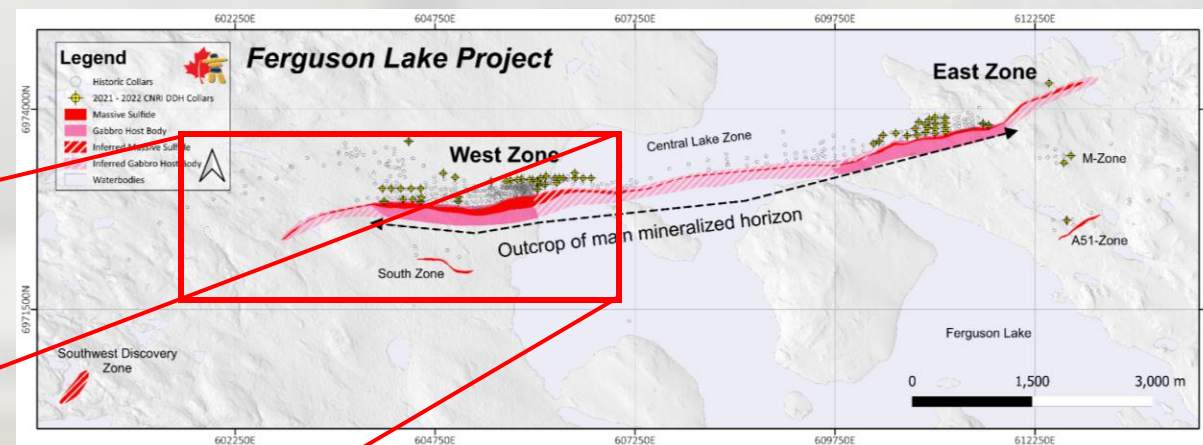 602250E 604750E 607250E 609750E 612250E
Legend
Historic Collars
2021 - 2022 CNRI DDH Collars
Massive Sulfide
Gabbro Host Body
Inferred Massive Sulfide
Inferred Gabbro Host Body
Waterbodies
Ferguson Lake Project
East Zone
6974000N
Central Lake Zone
West Zone
M-Zone
Outcrop of main mineralized horizon
A51-Zone
South Zone
6971500N
Ferguson Lake
Southwest Discovery
Zone
0 1,500 3,000 m
602250E 604750E 607250E 609750E 612250E